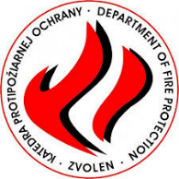 KATEDRA PROTIPOŽIARNEJ OCHRANY · DEPARTMENT OF FIRE PROTECTION · ZVOLEN ·